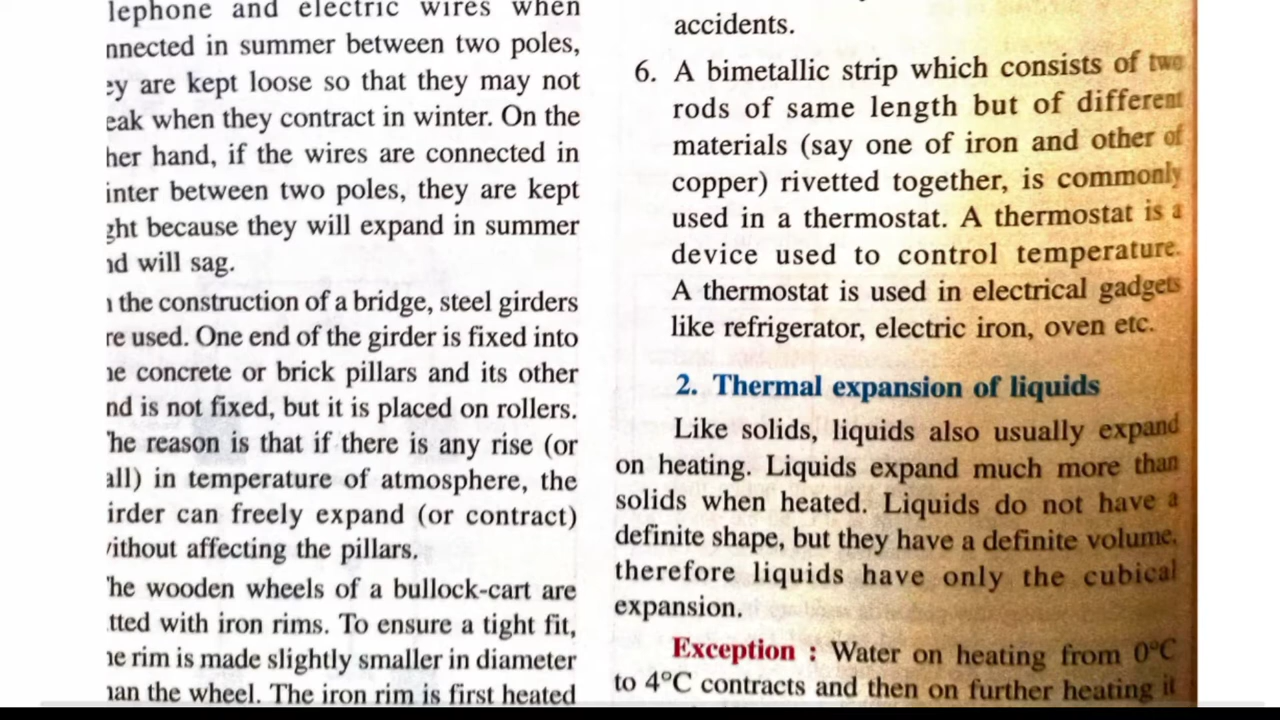 lephone and electric wires when
nnected in summer between two poles,
ey are kept loose so that they may not
eak when they contract in winter. On the
her hand, if the wires are connected in
inter between two poles, they are kept
ght because they will expand in summer
nd will sag.
n the construction of a bridge, steel girders
re used. One end of the girder is fixed into
he concrete or brick pillars and its other
nd is not fixed, but it is placed on rollers.
The reason is that if there is any rise (or
all) in temperature of atmosphere, the
irder can freely expand (or contract)
without affecting the pillars.
The wooden wheels of a bullock-cart are
tted with iron rims. To ensure a tight fit,
he rim is made slightly smaller in diameter
han the wheel. The iron rim is first heated
accidents.
6. A bimetallic strip which consists of two
rods of same length but of different
materials (say one of iron and other of
copper) rivetted together, is commonly
used in a thermostat. A thermostat is a
device used to control temperature.
A thermostat is used in electrical gadgets
like refrigerator, electric iron, oven etc.
2. Thermal expansion of liquids
Like solids, liquids also usually expand
on heating. Liquids expand much more than
solids when heated. Liquids do not have a
definite shape, but they have a definite volume,
therefore liquids have only the cubical
expansion.
Exception : Water on heating from 0°C
to 4°C contracts and then on further heating it